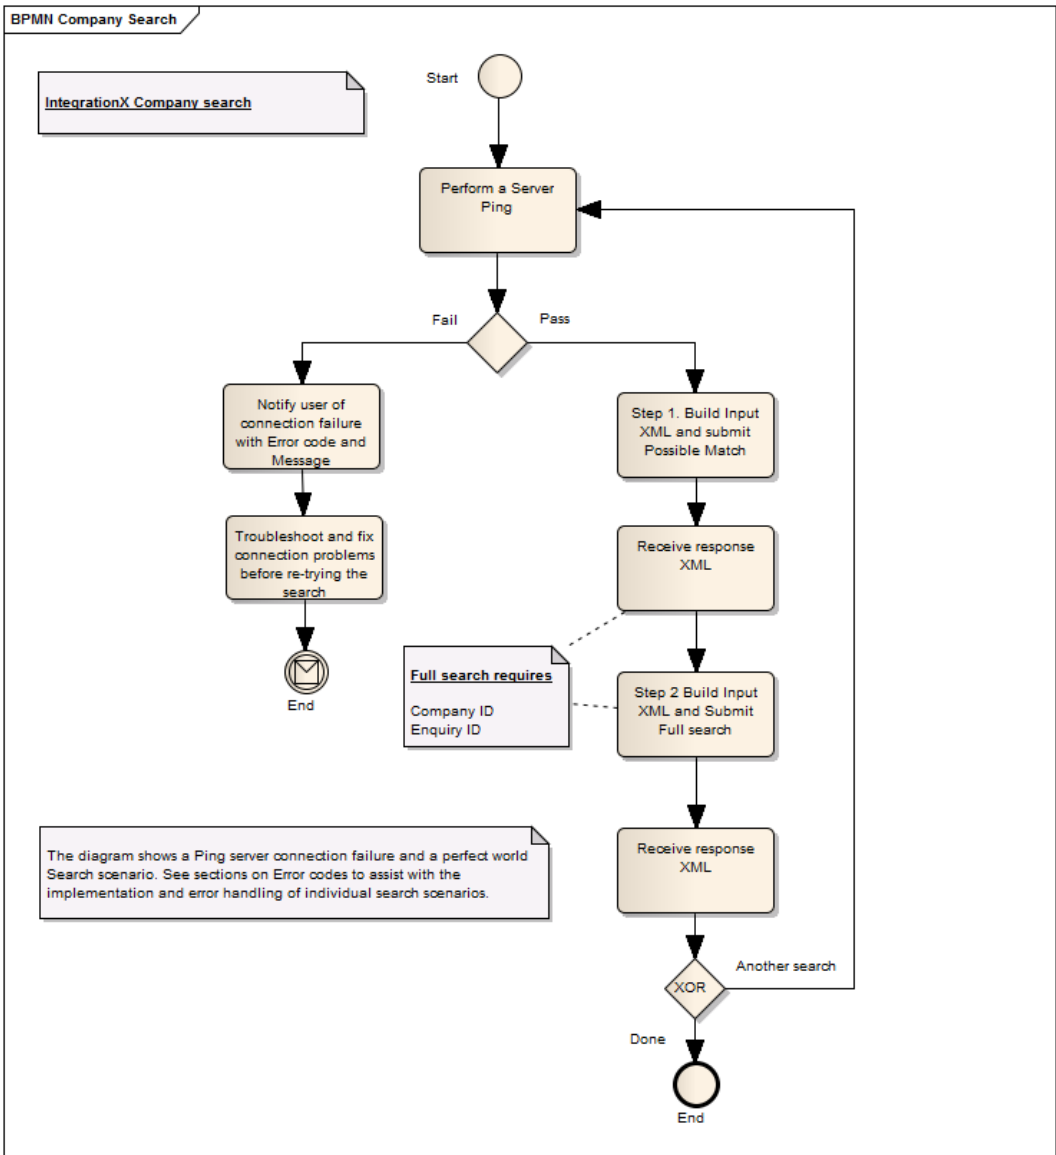 BPMN Company Search
IntegrationX Company search
Start
Perform a Server
Ping
Fail
Pass
Notify user of
connection failure
with Error code and
Message
Troubleshoot and fix
connection problems
before re-trying the
search
End
Step 1. Build Input
XML and submit
Possible Match
Receive response
XML
Full search requires
Company ID
Enquiry ID
Step 2 Build Input
XML and Submit
Full search
Receive response
XML
The diagram shows a Ping server connection failure and a perfect world
Search scenario. See sections on Error codes to assist with the
implementation and error handling of individual search scenarios.
XOR
Another search
Done
End